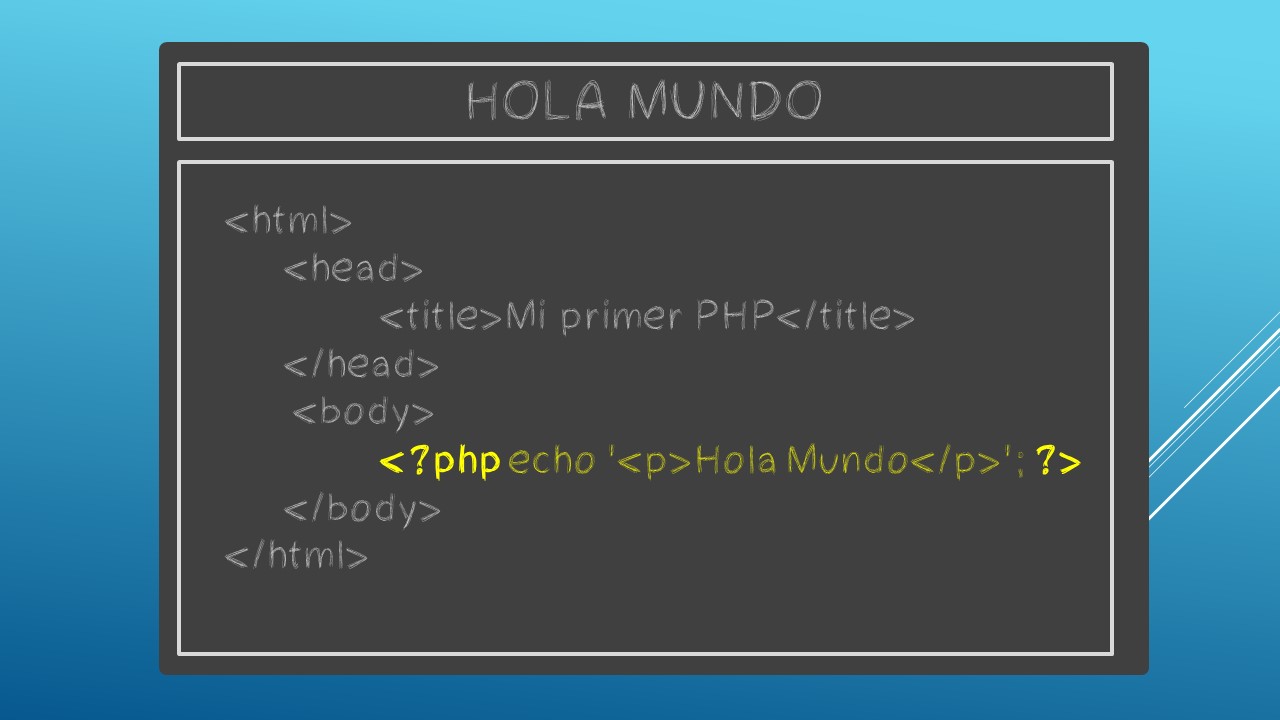 HOLA MUNDO
<html>
<head>
<title>Mi primer PHP</title>
</head>
<body>
<?php echo '<p>Hola Mundo</p>'; ?>
</body>
</html>